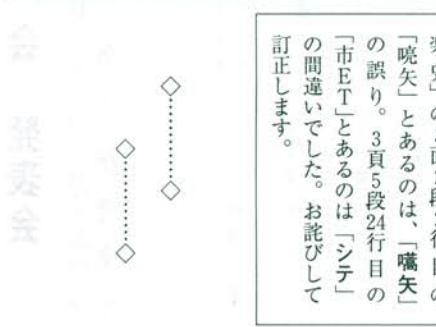 「喨矢」とあるのは、「嚆矢」
の誤り。3頁5段24行目の
「市ET」とあるのは「シテ」
の間違いでした。お詫びして
訂正します。